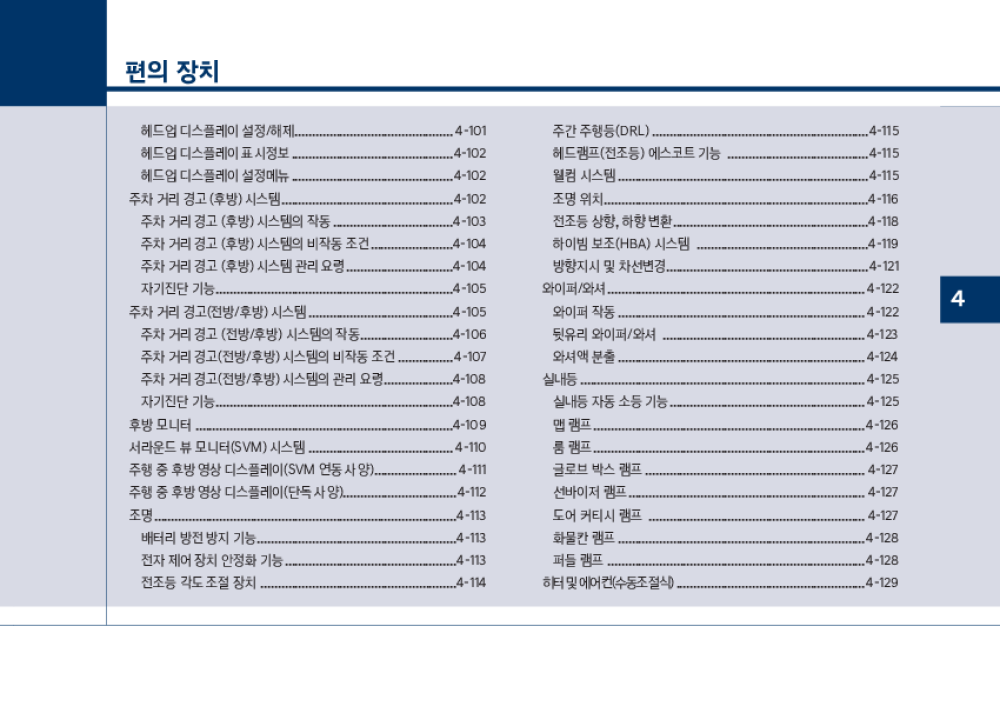 편의 장치
헤드업 디스플레이 설정/해제 4-101
헤드업 디스플레이 표시정보 4-102
헤드업 디스플레이 설정메뉴 4-102
주차 거리 경고 (후방) 시스템 4-102
주차 거리 경고 (후방) 시스템의 작동 4-103
주차 거리 경고 (후방) 시스템의 비작동 조건 4-104
주차 거리 경고 (후방) 시스템 관리 요령 4-104
자기진단 기능 4-105
주차 거리 경고(전방/후방) 시스템 4-105
주차 거리 경고 (전방/후방) 시스템의 작동 4-106
주차 거리 경고(전방/후방) 시스템의 비작동 조건 4-107
주차 거리 경고(전방/후방) 시스템의 관리 요령 4-108
자기진단 기능 4-108
후방 모니터 4-109
서라운드 뷰 모니터(SVM) 시스템 4-110
주행 중 후방 영상 디스플레이(SVM 연동 사양) 4-111
주행 중 후방 영상 디스플레이(단독 사양) 4-112
조명 4-113
배터리 방전 방지 기능 4-113
전자 제어 장치 안정화 기능 4-113
전조등 각도 조절 장치 4-114
주간 주행등(DRL) 4-115
헤드램프(전조등) 에스코트 기능 4-115
웰컴 시스템 4-115
조명 위치 4-116
전조등 상향, 하향 변환 4-118
하이빔 보조(HBA) 시스템 4-119
방향지시 및 차선변경 4-121
와이퍼/와셔 4-122
와이퍼 작동 4-122
뒷유리 와이퍼/와셔 4-123
와셔액 분출 4-124
실내등 4-125
실내등 자동 소등 기능 4-125
맵 램프 4-126
룸 램프 4-126
글로브 박스 램프 4-127
선바이저 램프 4-127
도어 커티시 램프 4-127
화물칸 램프 4-128
퍼들 램프 4-128
히터 및 에어컨(수동조절식) 4-129
4